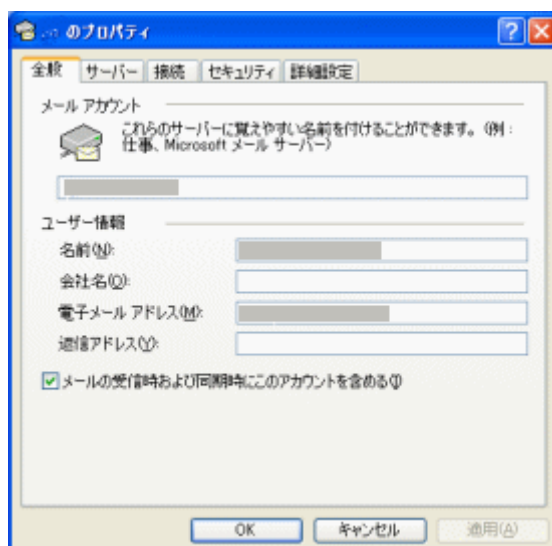 のプロパティ
全般 サーバー 接続 セキュリティ 詳細設定
メール アカウント
これらのサーバーに覚えやすい名前を付けることができます。(例:
仕事、Microsoft メール サーバー)
ユーザー情報
名前(N):
会社名(O):
電子メール アドレス(M):
返信アドレス(Y):
メールの受信時および同期時にこのアカウントを含める(I)
OK キャンセル 適用(A)